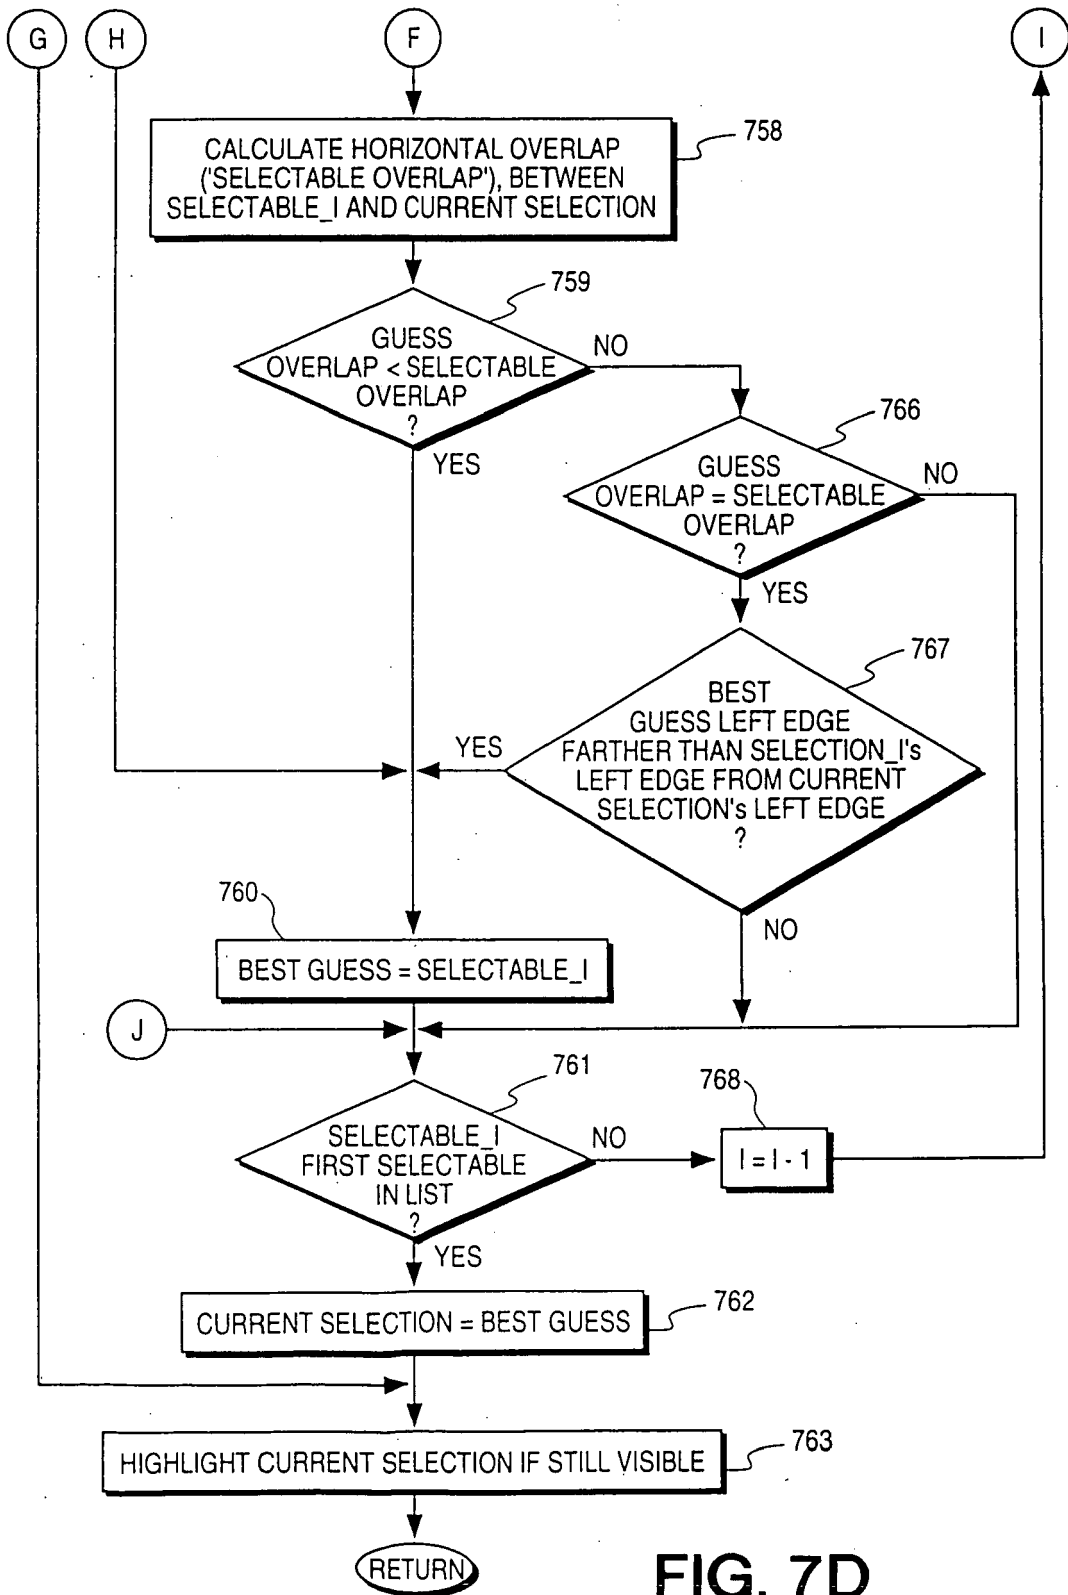 G
H
F
I
CALCULATE HORIZONTAL OVERLAP
('SELECTABLE OVERLAP'), BETWEEN
SELECTABLE_I AND CURRENT SELECTION
758
759
GUESS
OVERLAP < SELECTABLE
OVERLAP
?
NO
YES
766
GUESS
OVERLAP = SELECTABLE
OVERLAP
?
NO
YES
767
BEST
GUESS LEFT EDGE
FARTHER THAN SELECTION_I's
LEFT EDGE FROM CURRENT
SELECTION's LEFT EDGE
?
YES
NO
760
BEST GUESS = SELECTABLE_I
J
761
SELECTABLE_I
FIRST SELECTABLE
IN LIST
?
NO
YES
768
I = I - 1
CURRENT SELECTION = BEST GUESS
762
HIGHLIGHT CURRENT SELECTION IF STILL VISIBLE
763
RETURN
FIG. 7D